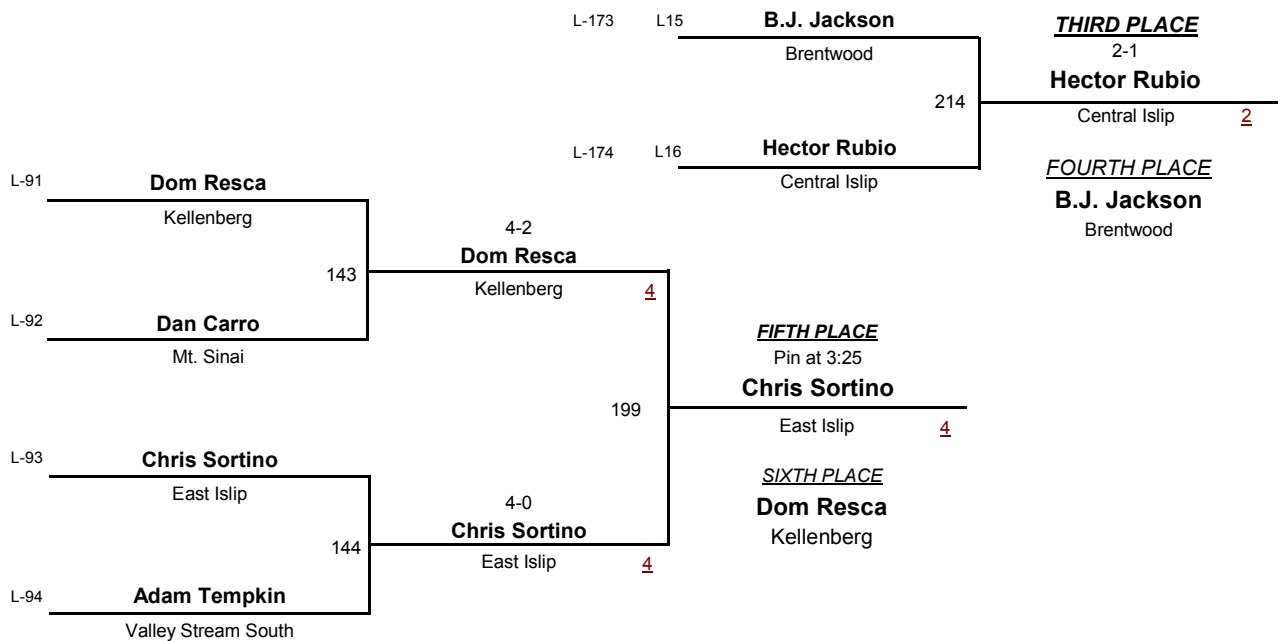 L-173 L15 B.J. Jackson
Brentwood
214
L-174 L16 Hector Rubio
Central Islip
THIRD PLACE
2-1
Hector Rubio
Central Islip 2
FOURTH PLACE
B.J. Jackson
Brentwood
L-91 Dom Resca
Kellenberg
143
L-92 Dan Carro
Mt. Sinai
4-2
Dom Resca
Kellenberg 4
199
L-93 Chris Sortino
East Islip
144
L-94 Adam Tempkin
Valley Stream South
4-0
Chris Sortino
East Islip 4
FIFTH PLACE
Pin at 3:25
Chris Sortino
East Islip 4
SIXTH PLACE
Dom Resca
Kellenberg